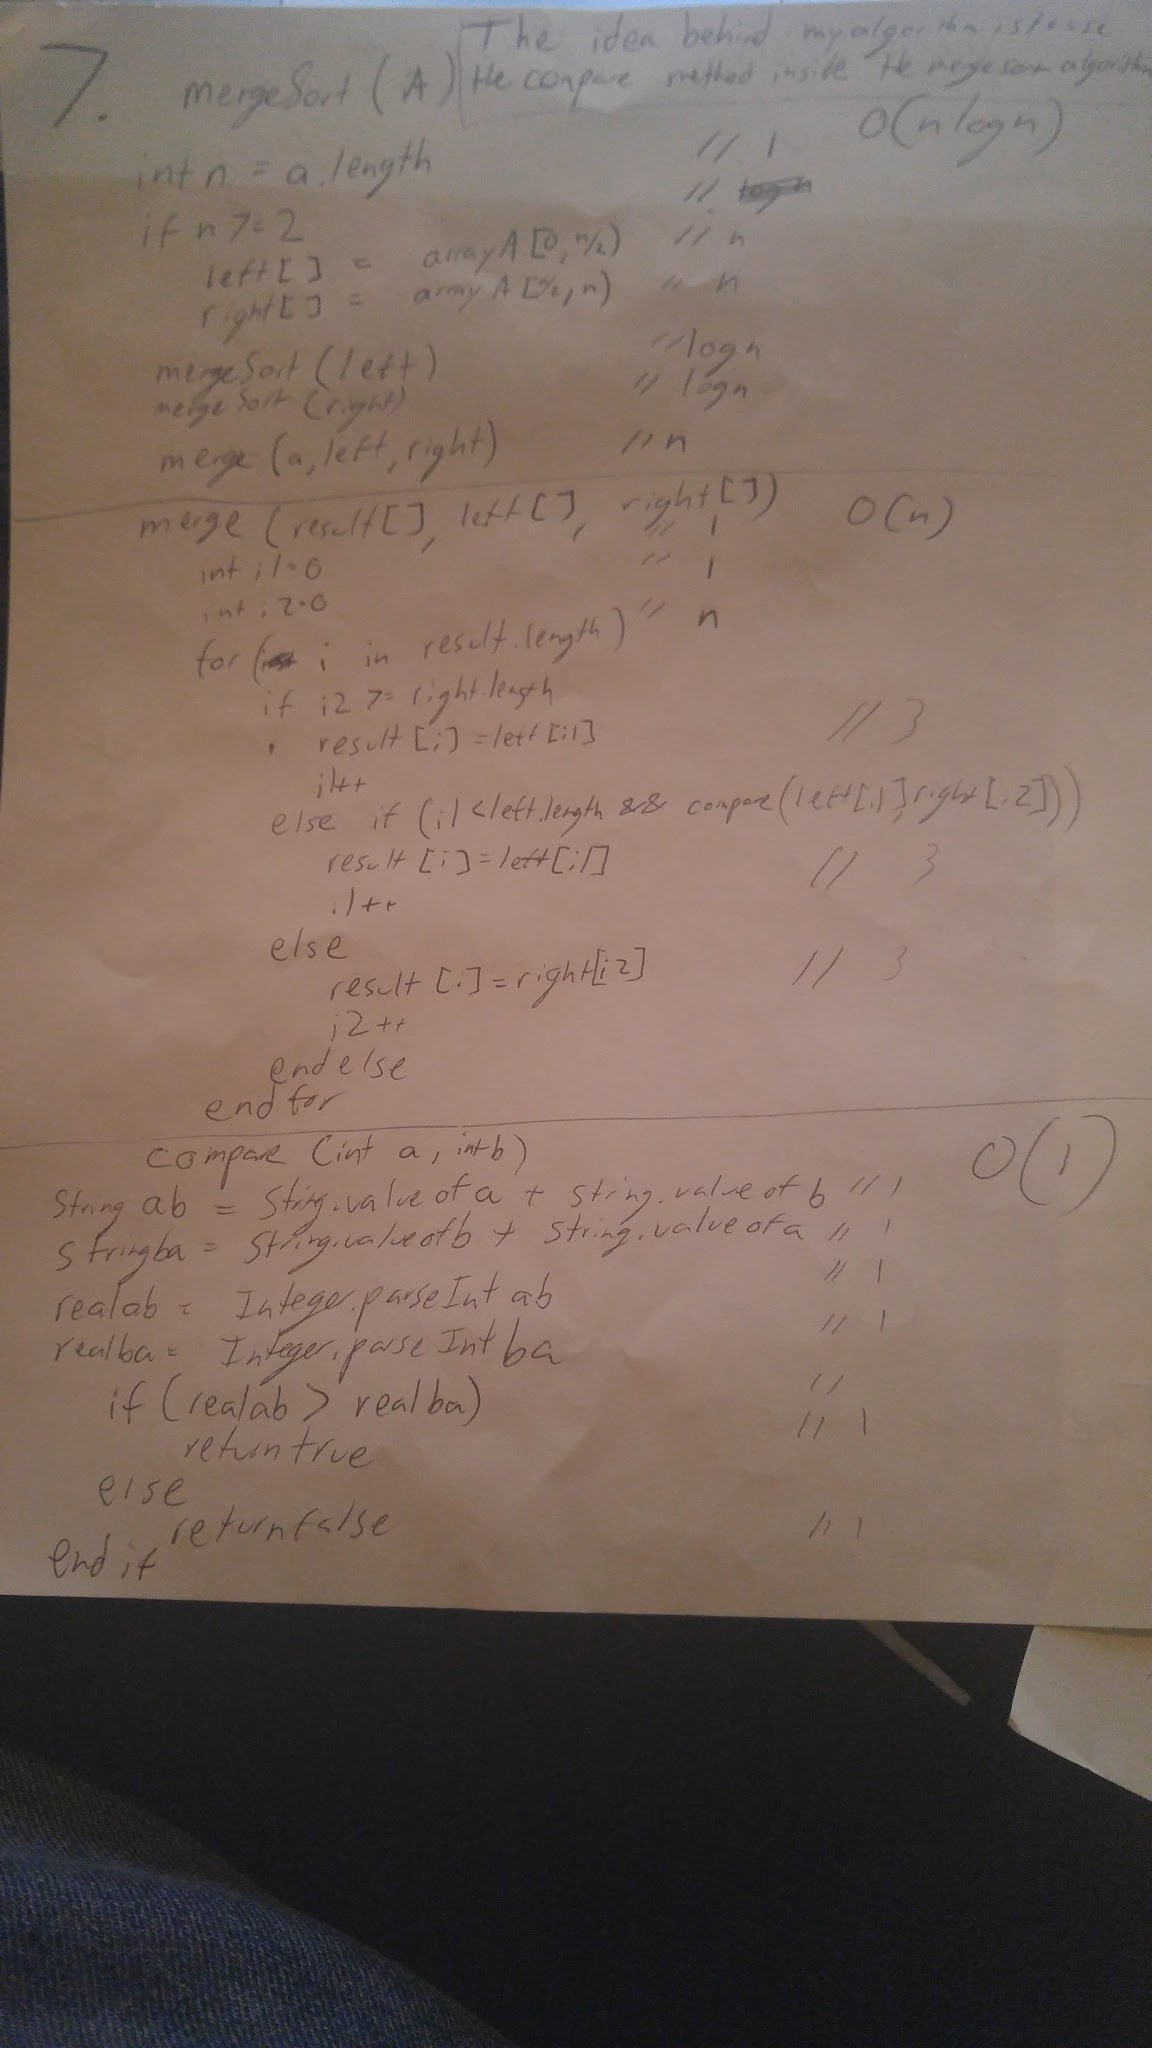 7.
The idea behind my algorithm is to use
mergeSort (A) the compare method inside the mergesort algorithm
O(n log n)
int n = a.length // 1
if n >= 2 //
left[] = arrayA[0, n/2) // n
right[] = arrayA[n/2, n) // n
mergeSort (left) // log n
mergeSort (right) // log n
merge (a, left, right) // n
merge (result[], left[], right[]) O(n)
int i1=0 // 1
int i2=0 // 1
for (i in result.length) // n
if i2 >= right.length
result [i] = left [i1] // 3
i1++
else if (i1 < left.length && compare(left[i1], right[i2]))
result [i] = left[i1] // 3
i1++
else
result [i] = right[i2] // 3
i2++
end else
end for
compare (int a, int b) O(1)
String ab = String.value of a + String.value of b // 1
String ba = String.value of b + String.value of a // 1
realab = Integer.parseInt ab // 1
realba = Integer.parseInt ba // 1
if (realab > realba) //
return true // 1
else
return false // 1
end if